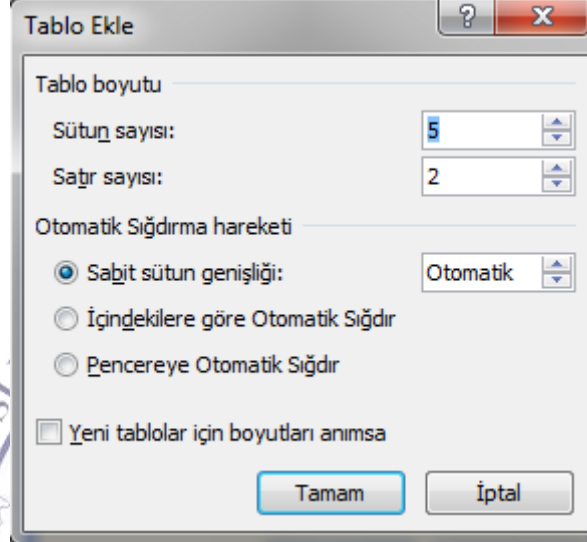 Tablo Ekle
Tablo boyutu
Sütun sayısı: 5
Satır sayısı: 2
Otomatik Sığdırma hareketi
Sabit sütun genişliği: Otomatik
İçindekilere göre Otomatik Sığdır
Pencereye Otomatik Sığdır
Yeni tablolar için boyutları anımsa
Tamam İptal